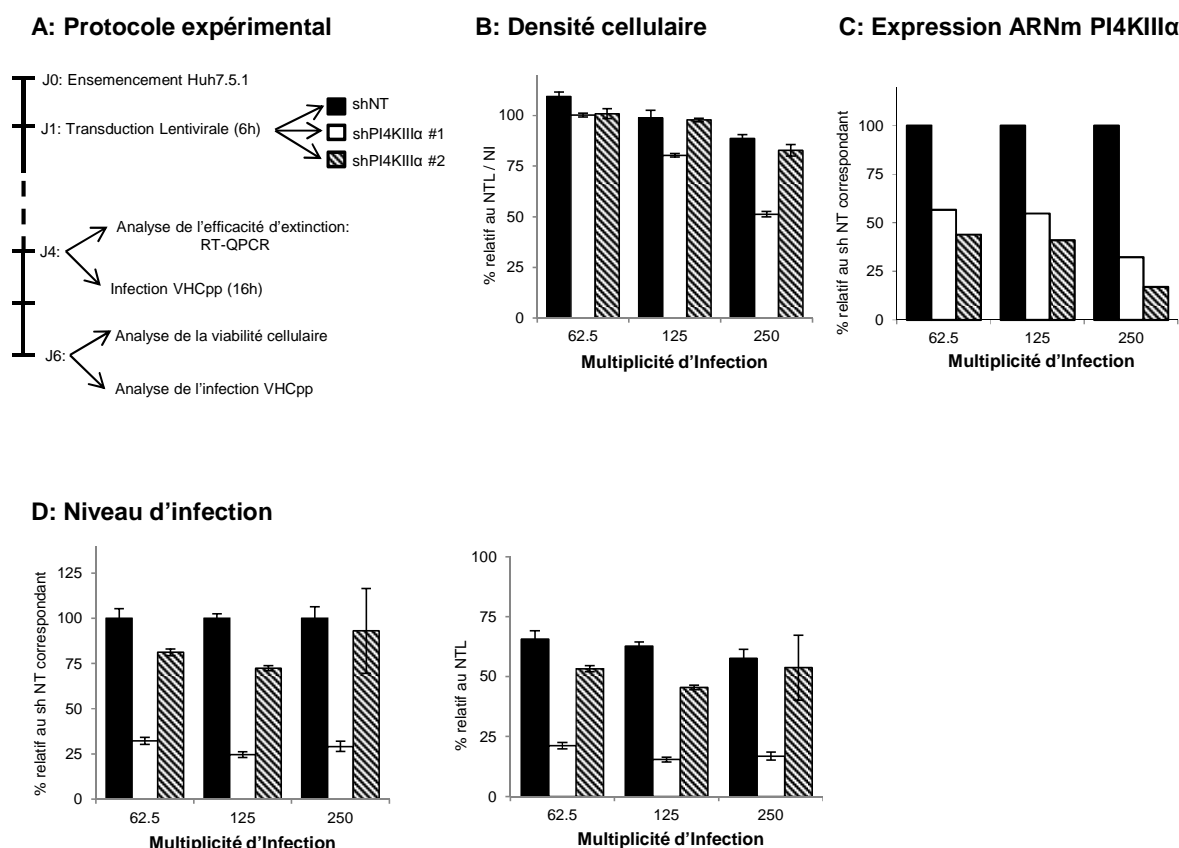 A: Protocole expérimental
J0: Ensemencement Huh7.5.1
J1: Transduction Lentivirale (6h)
shNT
shPI4KIIIα #1
shPI4KIIIα #2
J4:
Analyse de l'efficacité d'extinction:
RT-QPCR
Infection VHCpp (16h)
J6:
Analyse de la viabilité cellulaire
Analyse de l'infection VHCpp
B: Densité cellulaire
% relatif au NTL / NI
100
75
50
25
0
62.5 125 250
Multiplicité d'Infection
C: Expression ARNm PI4KIIIα
% relatif au sh NT correspondant
100
75
50
25
0
62.5 125 250
Multiplicité d'Infection
D: Niveau d'infection
% relatif au sh NT correspondant
125
100
75
50
25
0
62.5 125 250
Multiplicité d'Infection
% relatif au NTL
100
75
50
25
0
62.5 125 250
Multiplicité d'Infection